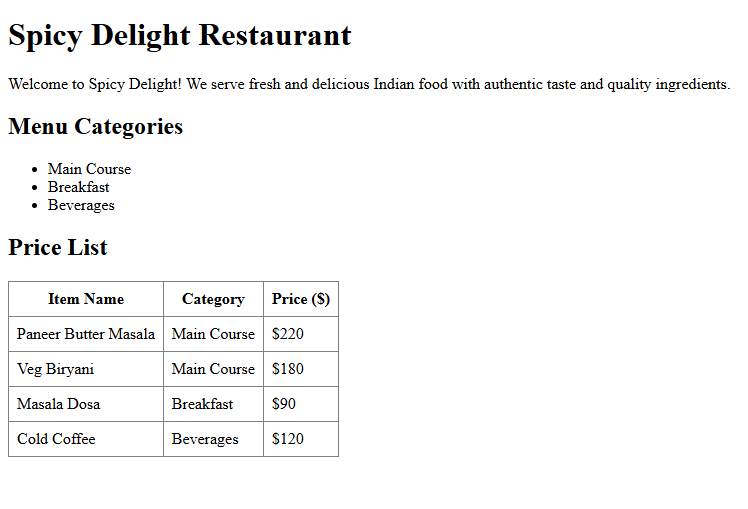 Spicy Delight Restaurant
Welcome to Spicy Delight! We serve fresh and delicious Indian food with authentic taste and quality ingredients.
Menu Categories
Main Course
Breakfast
Beverages
Price List
Item Name Category Price ($)
Paneer Butter Masala Main Course $220
Veg Biryani Main Course $180
Masala Dosa Breakfast $90
Cold Coffee Beverages $120